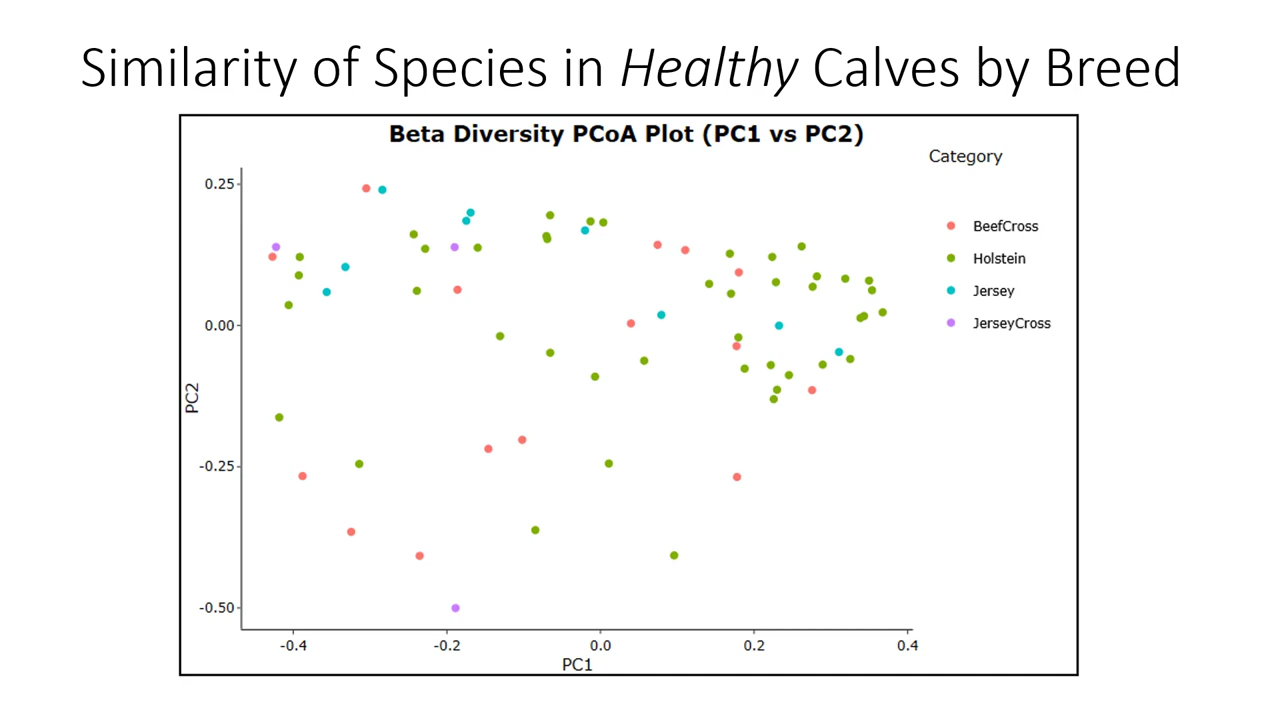 Similarity of Species in Healthy Calves by Breed
Beta Diversity PCoA Plot (PC1 vs PC2)
Category
BeefCross
Holstein
Jersey
JerseyCross
0.25
0.00
-0.25
-0.50
PC2
-0.4 -0.2 0.0 0.2 0.4
PC1